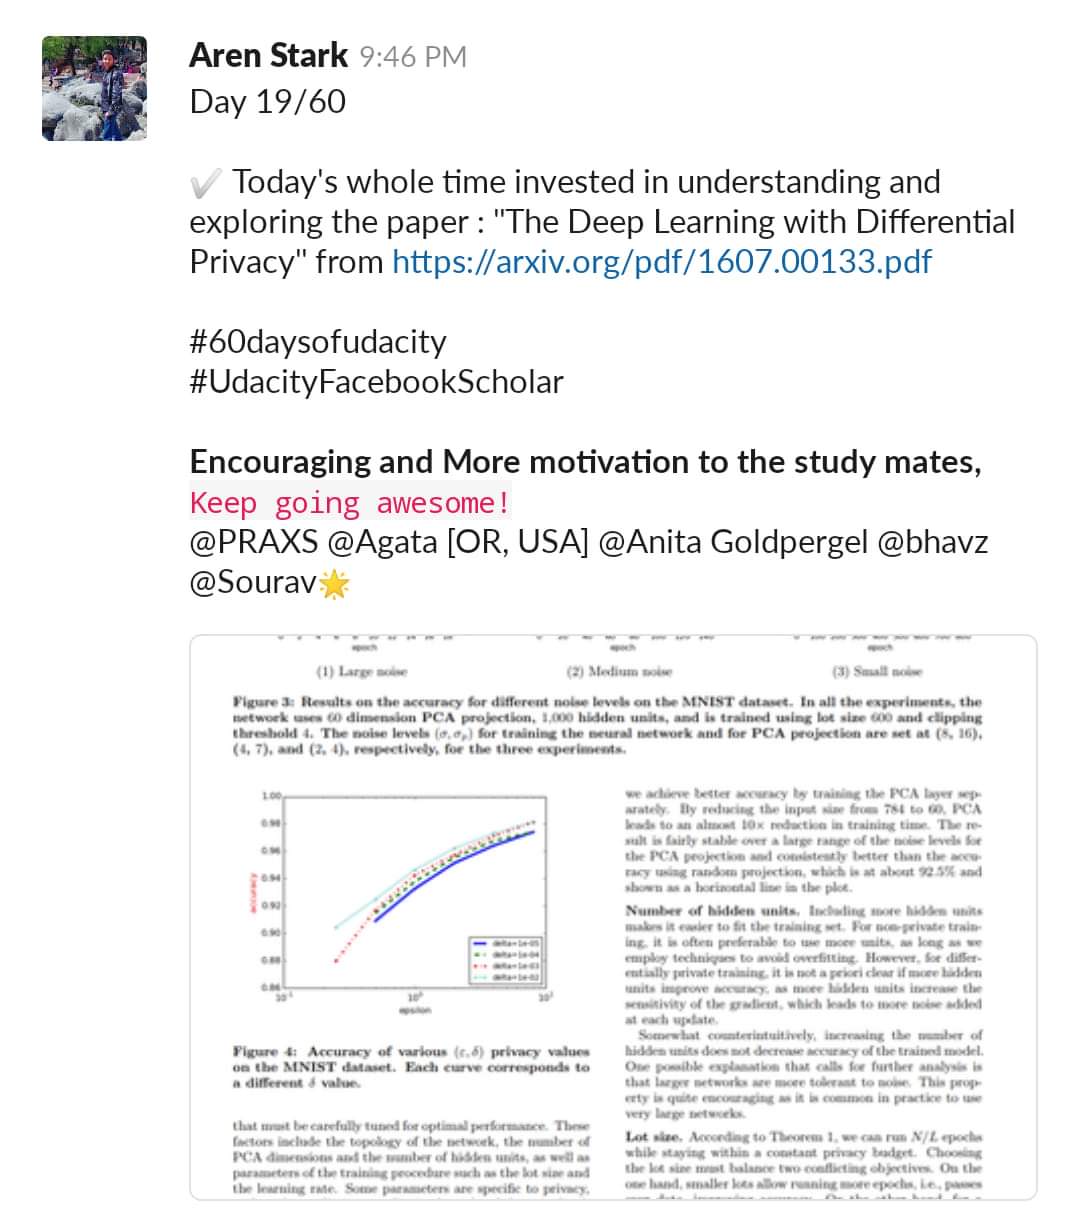 Aren Stark 9:46 PM
Day 19/60
Today's whole time invested in understanding and
exploring the paper : "The Deep Learning with Differential
Privacy" from https://arxiv.org/pdf/1607.00133.pdf
#60daysofudacity
#UdacityFacebookScholar
Encouraging and More motivation to the study mates,
Keep going awesome!
@PRAXS @Agata [OR, USA] @Anita Goldpergel @bhavz
@Sourav
epoch epoch epoch
(1) Large noise (2) Medium noise (3) Small noise
Figure 3: Results on the accuracy for different noise levels on the MNIST dataset. In all the experiments, the
network uses 60 dimension PCA projection, 1,000 hidden units, and is trained using lot size 600 and clipping
threshold 4. The noise levels (σ, σp) for training the neural network and for PCA projection are set at (8, 16),
(4, 7), and (2, 4), respectively, for the three experiments.
1.00
0.98
0.96
0.94
0.92
0.90
0.88
0.86
accuracy
delta=1e-05
delta=1e-04
delta=1e-03
delta=1e-02
epsilon
Figure 4: Accuracy of various (ε, δ) privacy values
on the MNIST dataset. Each curve corresponds to
a different δ value.
that must be carefully tuned for optimal performance. These
factors include the topology of the network, the number of
PCA dimensions and the number of hidden units, as well as
parameters of the training procedure such as the lot size and
the learning rate. Some parameters are specific to privacy,
we achieve better accuracy by training the PCA layer sep-
arately. By reducing the input size from 784 to 60, PCA
leads to an almost 10× reduction in training time. The re-
sult is fairly stable over a large range of the noise levels for
the PCA projection and consistently better than the accu-
racy using random projection, which is at about 92.5% and
shown as a horizontal line in the plot.
Number of hidden units. Including more hidden units
makes it easier to fit the training set. For non-private train-
ing, it is often preferable to use more units, as long as we
employ techniques to avoid overfitting. However, for differ-
entially private training, it is not a priori clear if more hidden
units improve accuracy, as more hidden units increase the
sensitivity of the gradient, which leads to more noise added
at each update.
Somewhat counterintuitively, increasing the number of
hidden units does not decrease accuracy of the trained model.
One possible explanation that calls for further analysis is
that larger networks are more tolerant to noise. This prop-
erty is quite encouraging as it is common in practice to use
very large networks.
Lot size. According to Theorem 1, we can run N/L epochs
while staying within a constant privacy budget. Choosing
the lot size must balance two conflicting objectives. On the
one hand, smaller lots allow running more epochs, i.e., passes